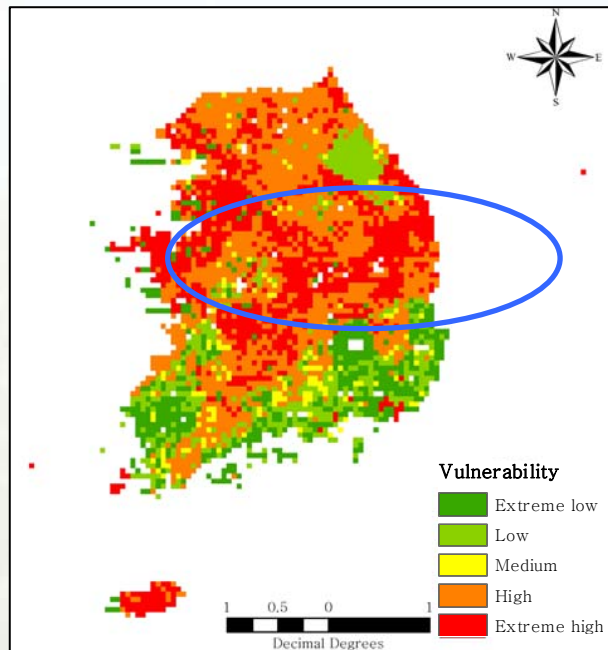 N
W E
S
Vulnerability
Extreme low
Low
Medium
High
Extreme high
1 0.5 0 1
Decimal Degrees